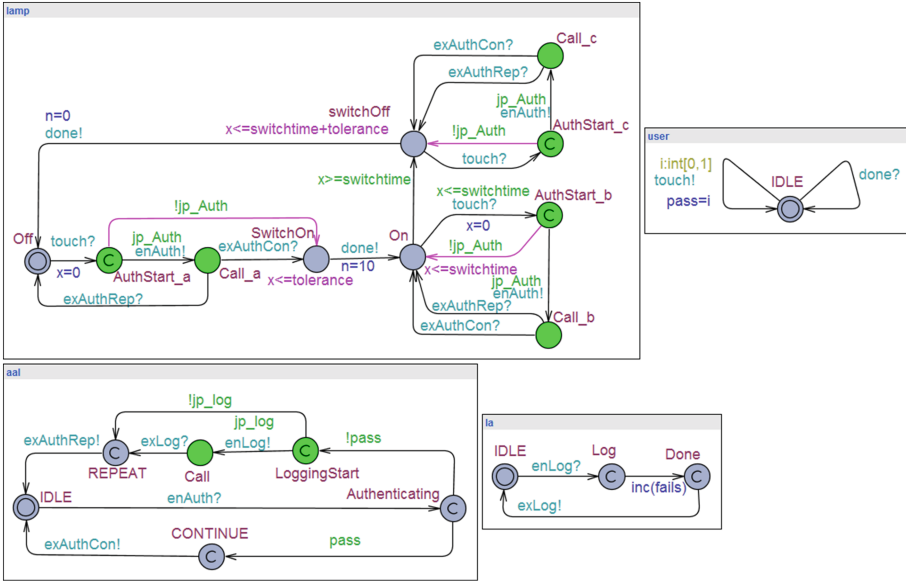 lamp
exAuthCon?
Call_c
exAuthRep?
n=0
done!
switchOff
x<=switchtime+tolerance
jp_Auth
enAuth!
!jp_Auth
AuthStart_c
touch?
x>=switchtime
x<=switchtime
touch?
AuthStart_b
x=0
!jp_Auth
!jp_Auth
Off
touch?
jp_Auth
enAuth!
exAuthCon?
SwitchOn
done!
On
x=0
C
AuthStart_a
Call_a
x<=tolerance
n=10
x<=switchtime
jp_Auth
enAuth!
exAuthRep?
exAuthRep?
exAuthCon?
Call_b
C
C
user
i:int[0,1]
touch!
pass=i
IDLE
done?
aal
!jp_log
jp_log
exAuthRep!
exLog?
enLog!
!pass
C
C
REPEAT
Call
LoggingStart
IDLE
enAuth?
Authenticating
C
CONTINUE
exAuthCon!
C
pass
la
IDLE
enLog?
Log
Done
C
C
inc(fails)
exLog!